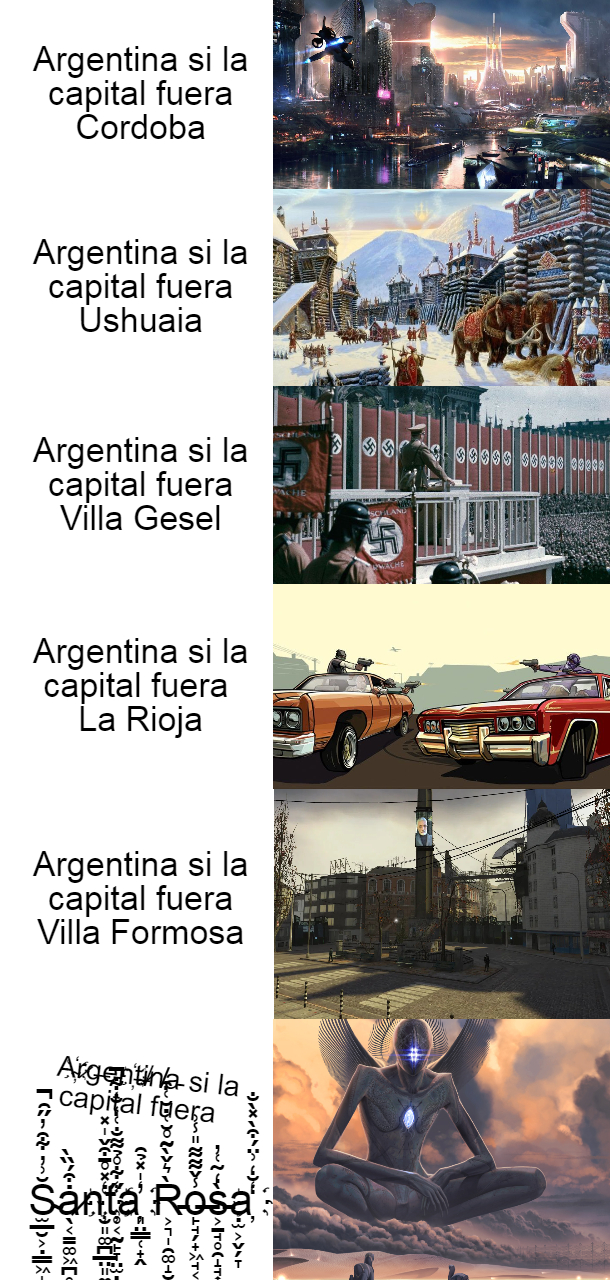 Argentina si la
capital fuera
Cordoba
Argentina si la
capital fuera
Ushuaia
Argentina si la
capital fuera
Villa Gesel
Argentina si la
capital fuera
La Rioja
Argentina si la
capital fuera
Villa Formosa
Argentina si la
capital fuera
Santa Rosa